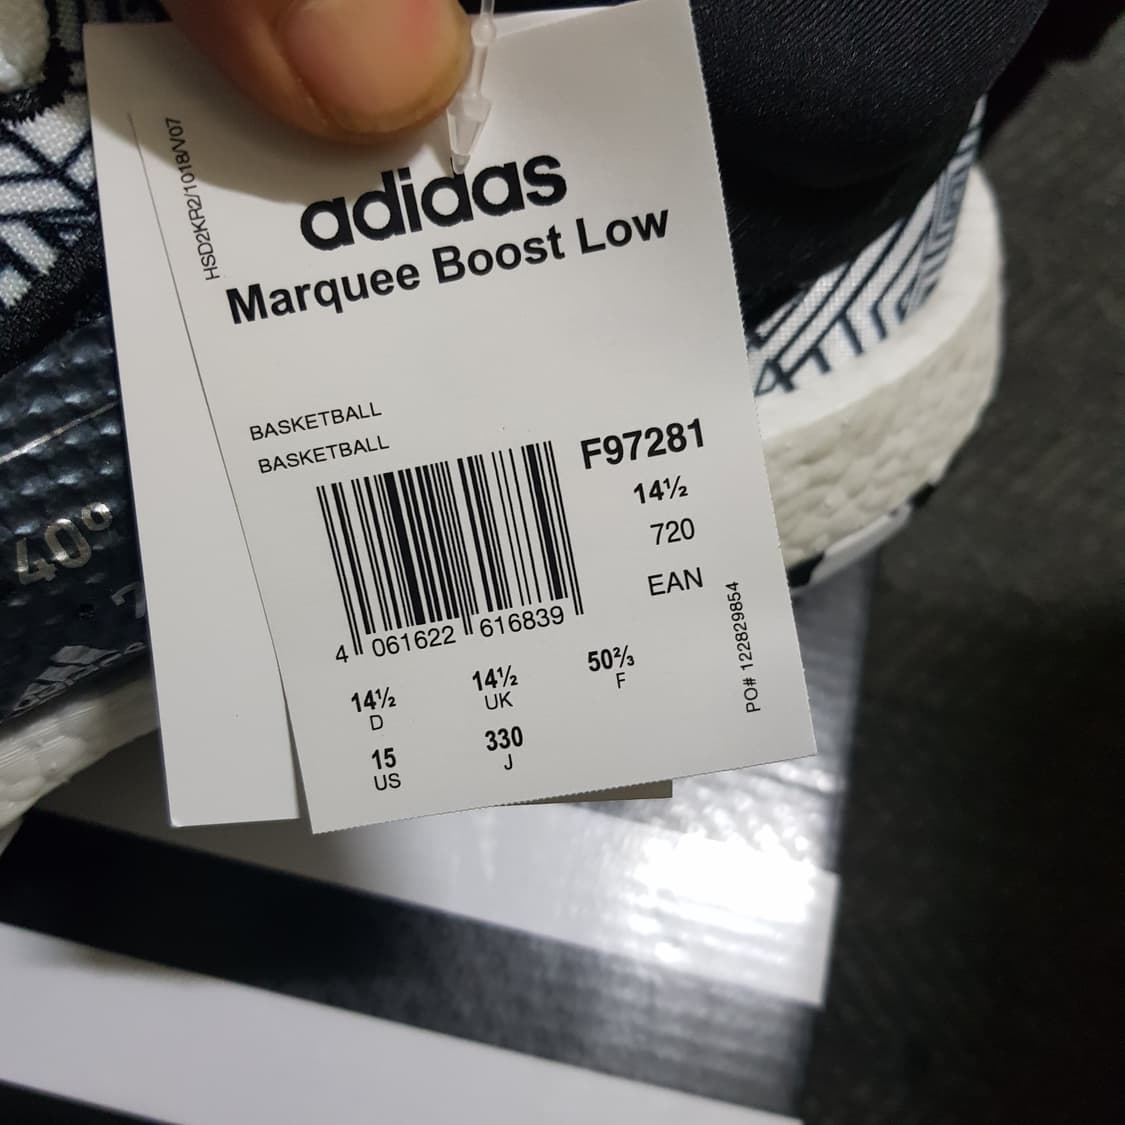 HSD2KR2/1018/V07
adidas
Marquee Boost Low
BASKETBALL
BASKETBALL
F97281
14½
720
EAN
4 061622 616839
14½ 14½ 50⅔
D UK F
15 330
US J
PO# 122829854
40°